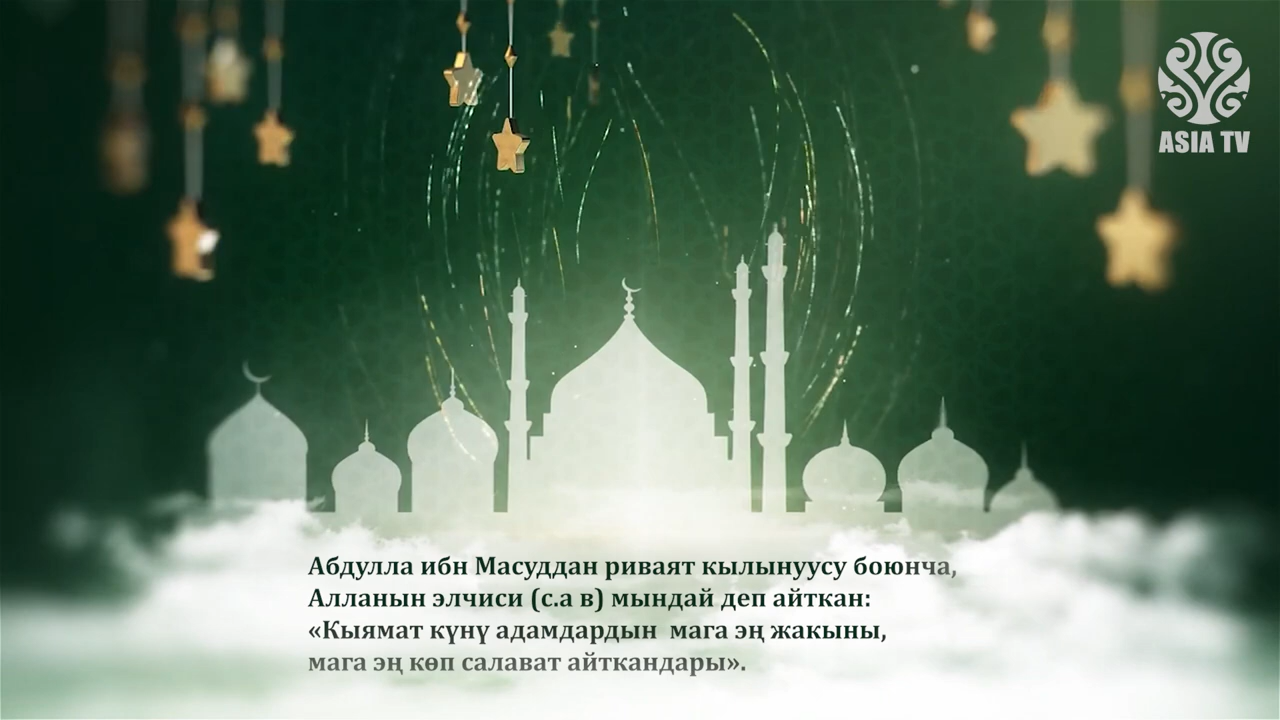 ASIA TV
Абдулла ибн Масуддан риваят кылынуусу боюнча,
Алланын элчиси (с.а в) мындай деп айткан:
«Кыямат күнү адамдардын  мага эң жакыны,
мага эң көп салават айткандары».